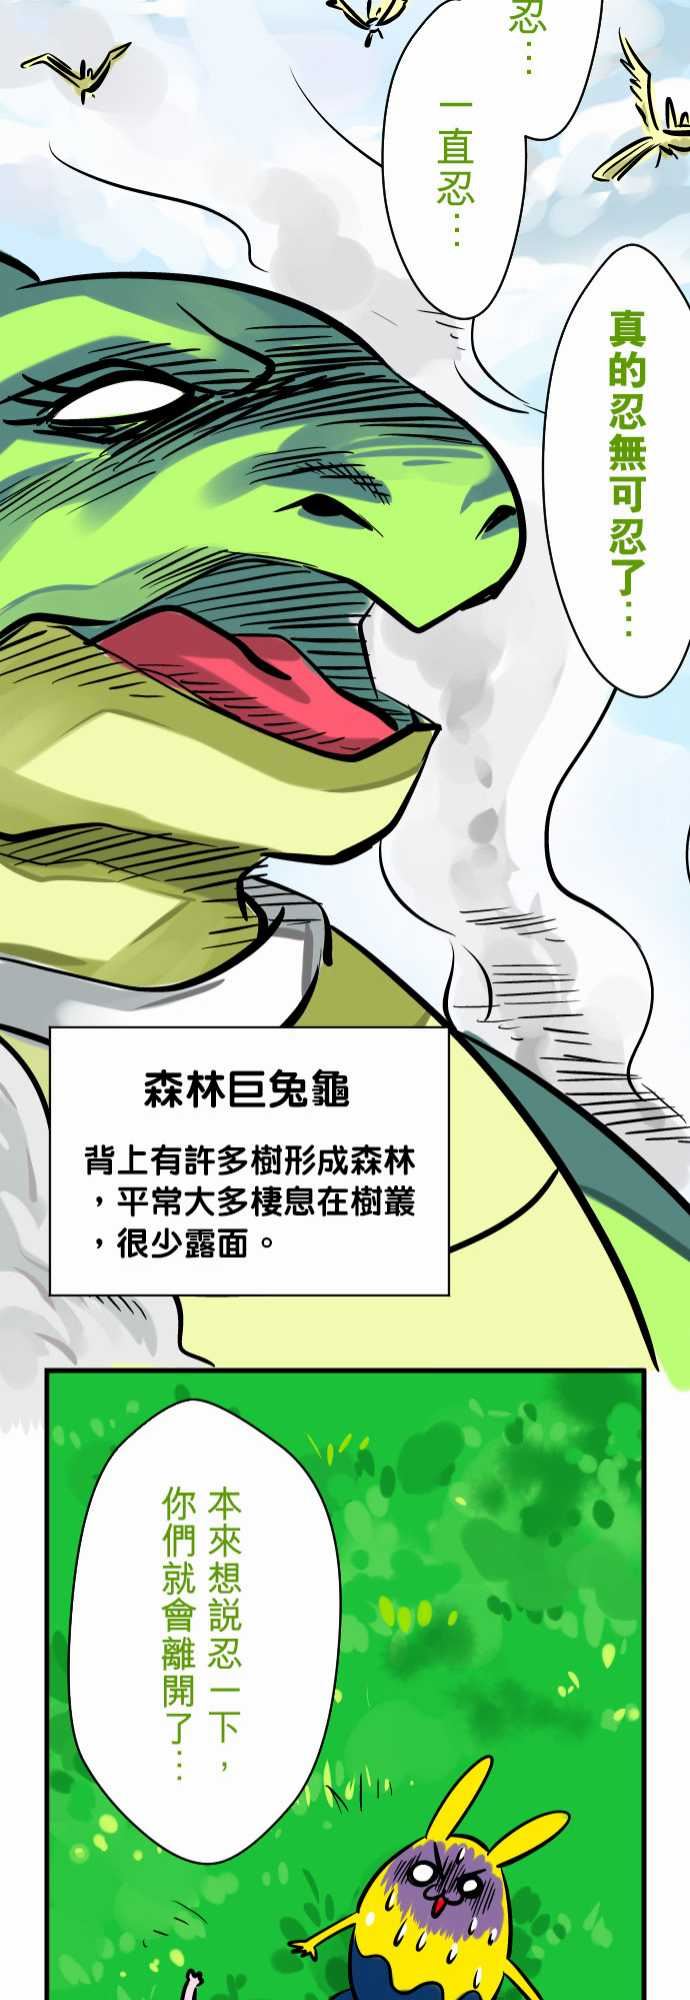 忍…
一直忍…
真的忍無可忍了…
森林巨兔龜
背上有許多樹形成森林
，平常大多棲息在樹叢
，很少露面。
本來想說忍一下，
你們就會離開了…